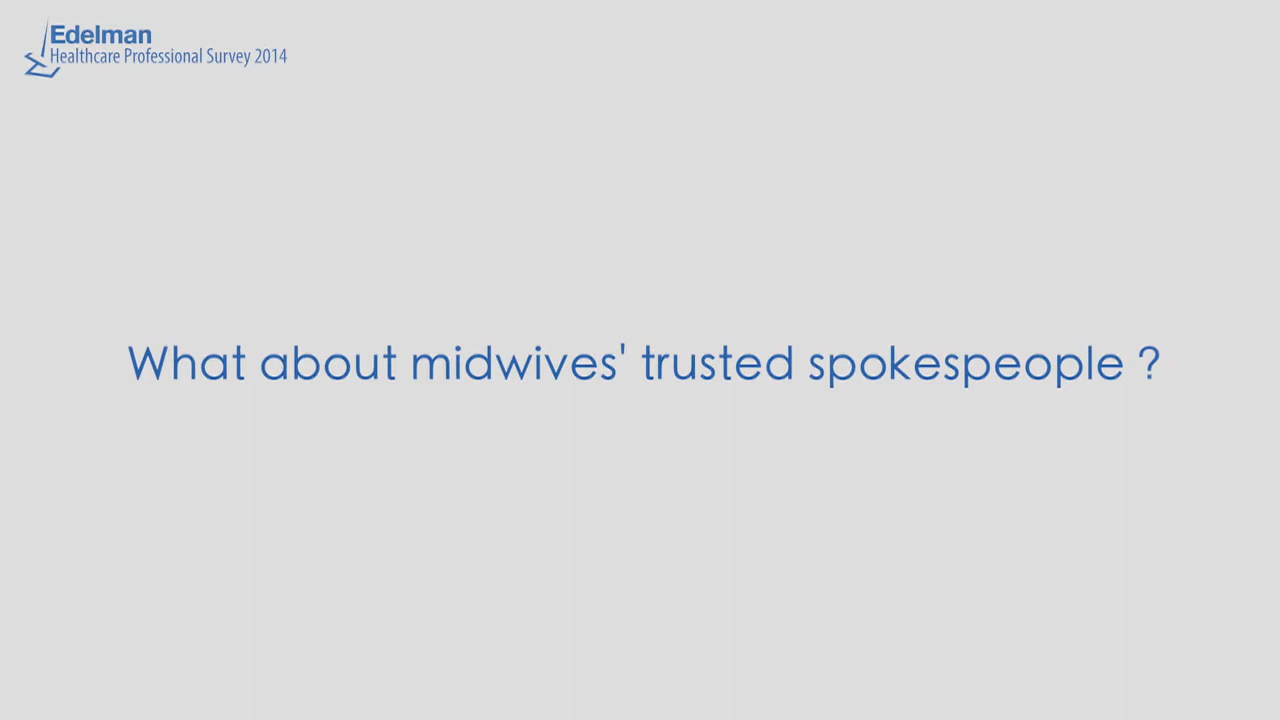 Edelman
Healthcare Professional Survey 2014
What about midwives' trusted spokespeople ?